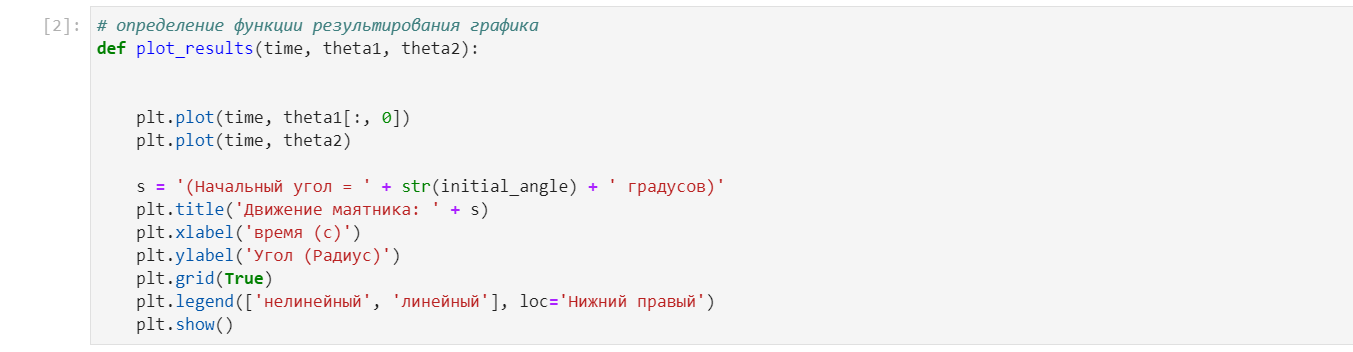 [2]: # определение функции результирования графика
def plot_results(time, theta1, theta2):
plt.plot(time, theta1[:, 0])
plt.plot(time, theta2)
s = '(Начальный угол = ' + str(initial_angle) + ' градусов)'
plt.title('Движение маятника: ' + s)
plt.xlabel('время (с)')
plt.ylabel('Угол (Радиус)')
plt.grid(True)
plt.legend(['нелинейный', 'линейный'], loc='Нижний правый')
plt.show()